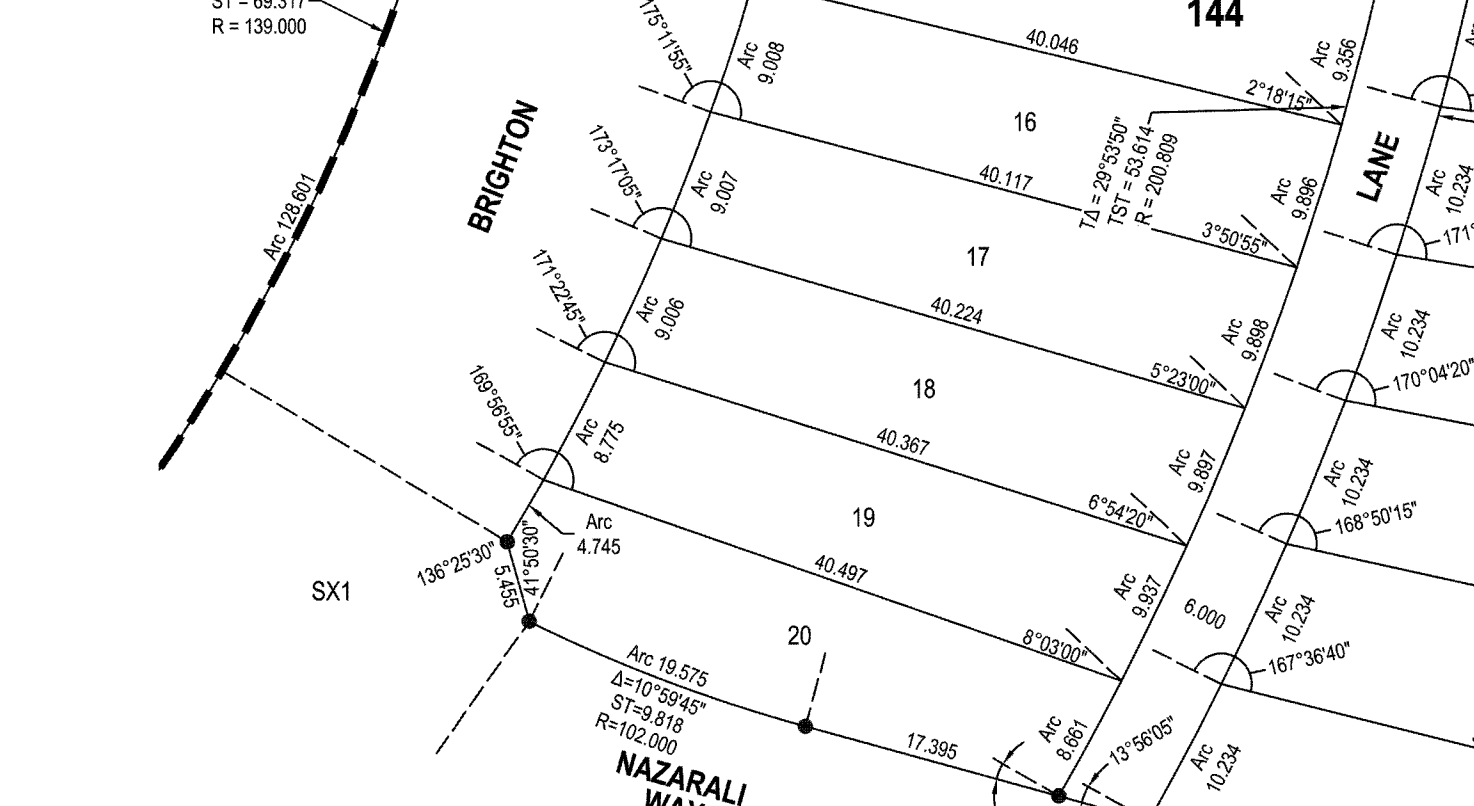 ST = 69.317
R = 139.000
144
175°11'55"
Arc
9.008
40.046
Arc
9.356
2°18'15"
16
TΔ = 29°53'50"
TST = 53.614
R = 200.809
LANE
BRIGHTON
173°17'05"
Arc
9.007
40.117
Arc
9.896
3°50'55"
Arc
10.234
171°
Arc 128.601
17
171°22'45"
Arc
9.006
40.224
Arc
9.898
5°23'00"
Arc
10.234
170°04'20"
18
169°56'55"
Arc
8.775
40.367
Arc
9.897
6°54'20"
Arc
10.234
168°50'15"
19
Arc
4.745
136°25'30"
41°50'30"
5.455
SX1
40.497
Arc
9.937
8°03'00"
6.000
Arc
10.234
167°36'40"
20
Arc 19.575
Δ=10°59'45"
ST=9.818
R=102.000
17.395
Arc
8.661
13°56'05"
Arc
10.234
NAZARALI
WAY